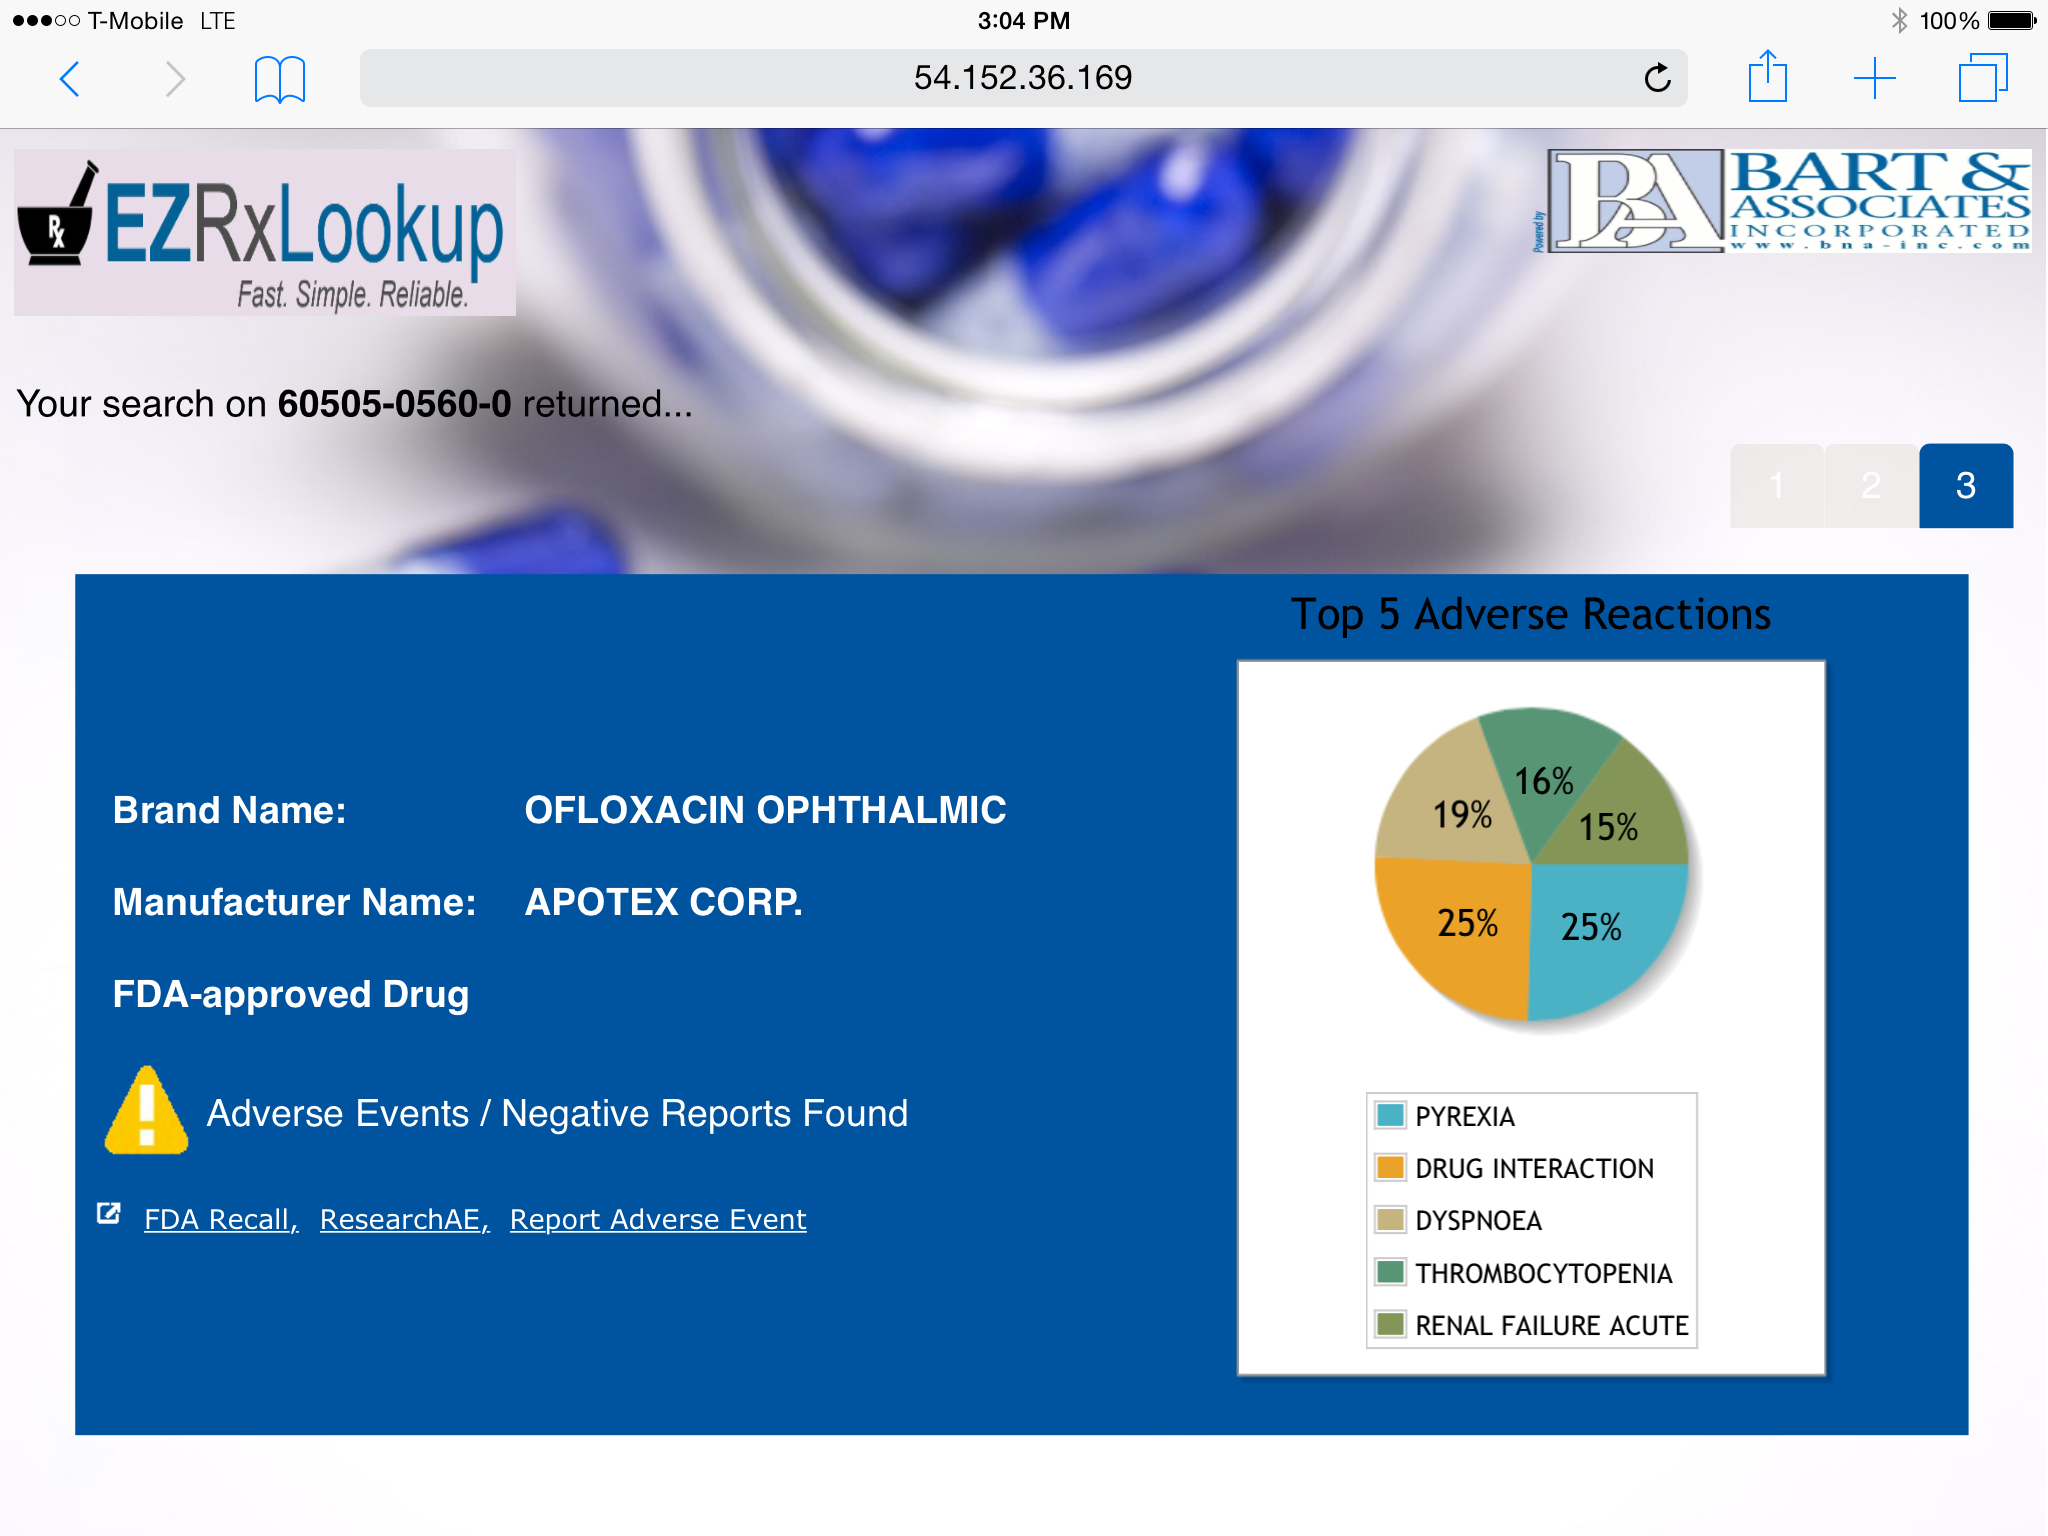 T-Mobile LTE 3:04 PM 100%
54.152.36.169
Rx EZRxLookup
Fast. Simple. Reliable.
Powered by BA BART & ASSOCIATES INCORPORATED
www.bna-inc.com
Your search on 60505-0560-0 returned...
1 2 3
Top 5 Adverse Reactions
Brand Name: OFLOXACIN OPHTHALMIC
Manufacturer Name: APOTEX CORP.
FDA-approved Drug
Adverse Events / Negative Reports Found
FDA Recall, ResearchAE, Report Adverse Event
16%
19%
15%
25%
25%
PYREXIA
DRUG INTERACTION
DYSPNOEA
THROMBOCYTOPENIA
RENAL FAILURE ACUTE